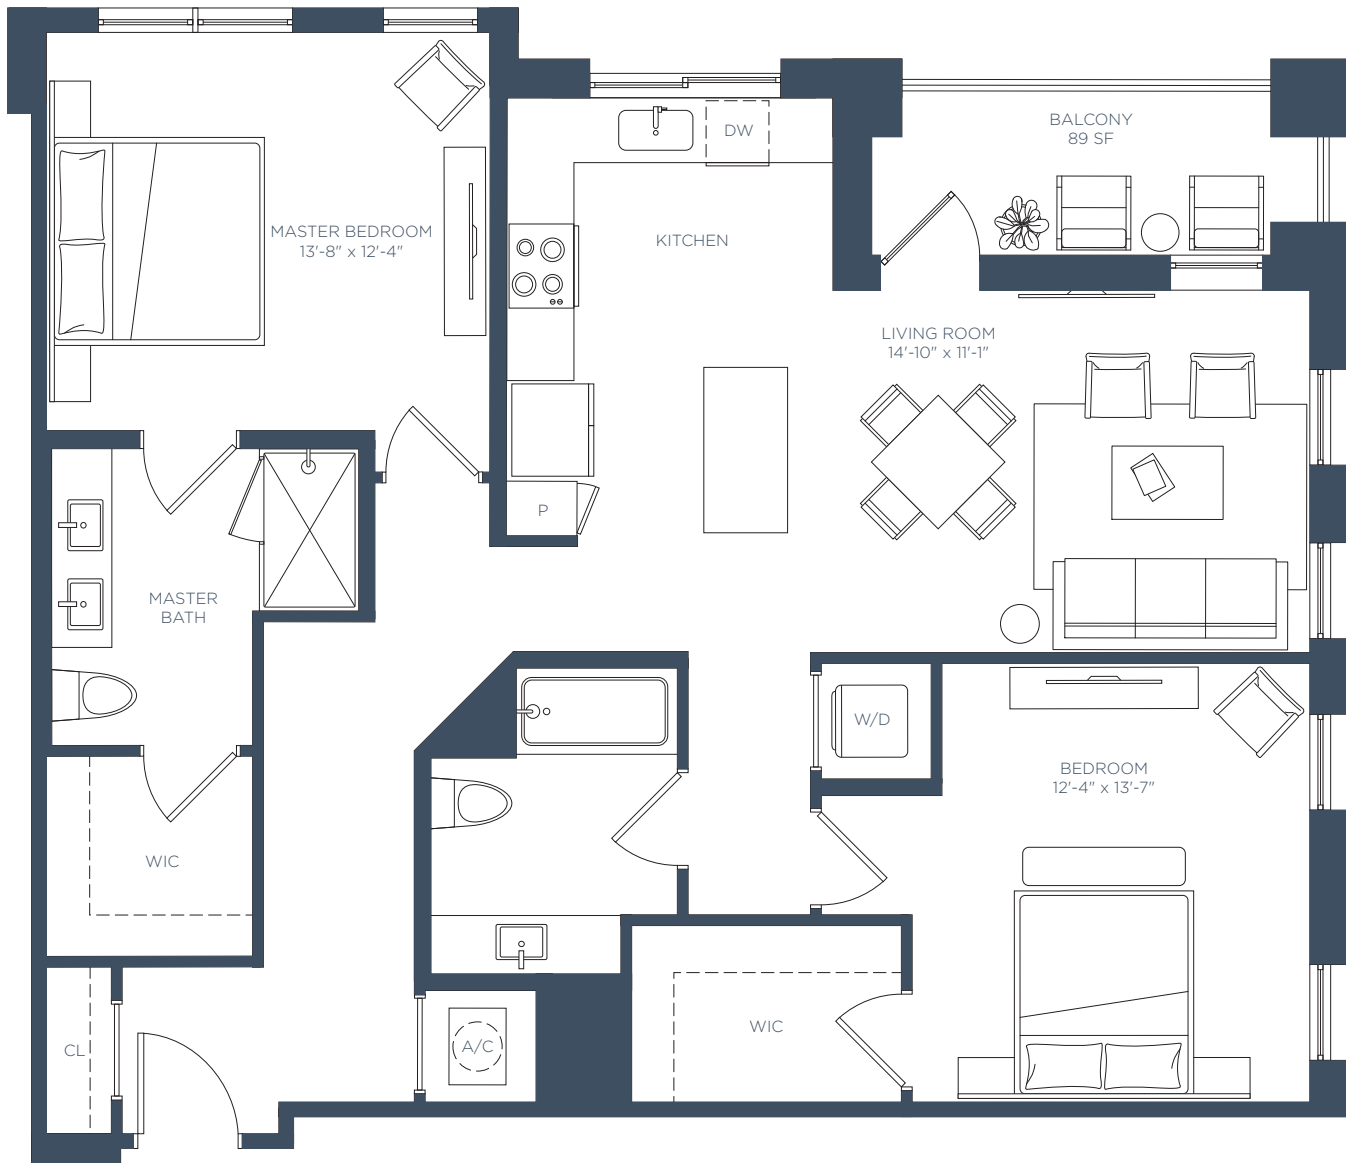 BALCONY
89 SF
DW
MASTER BEDROOM
13'-8" x 12'-4"
KITCHEN
LIVING ROOM
14'-10" x 11'-1"
P
MASTER
BATH
W/D
BEDROOM
12'-4" x 13'-7"
WIC
WIC
CL
A/C